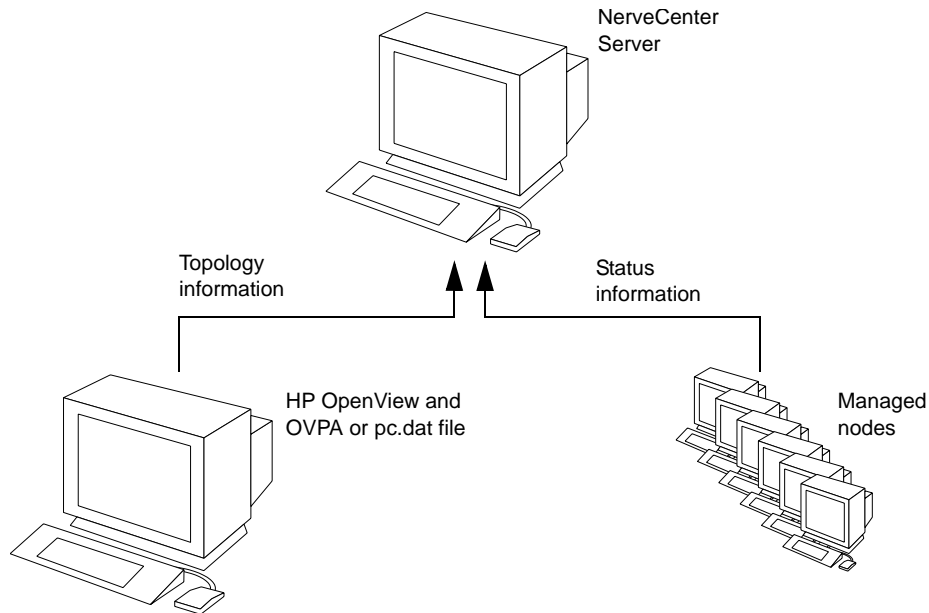 NerveCenter
Server
Topology
information
Status
information
HP OpenView and
OVPA or pc.dat file
Managed
nodes